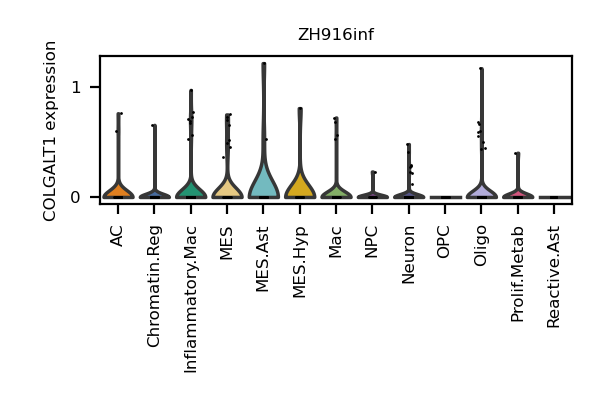 ZH916inf
COLGALT1 expression
1
0
AC
Chromatin.Reg
Inflammatory.Mac
MES
MES.Ast
MES.Hyp
Mac
NPC
Neuron
OPC
Oligo
Prolif.Metab
Reactive.Ast